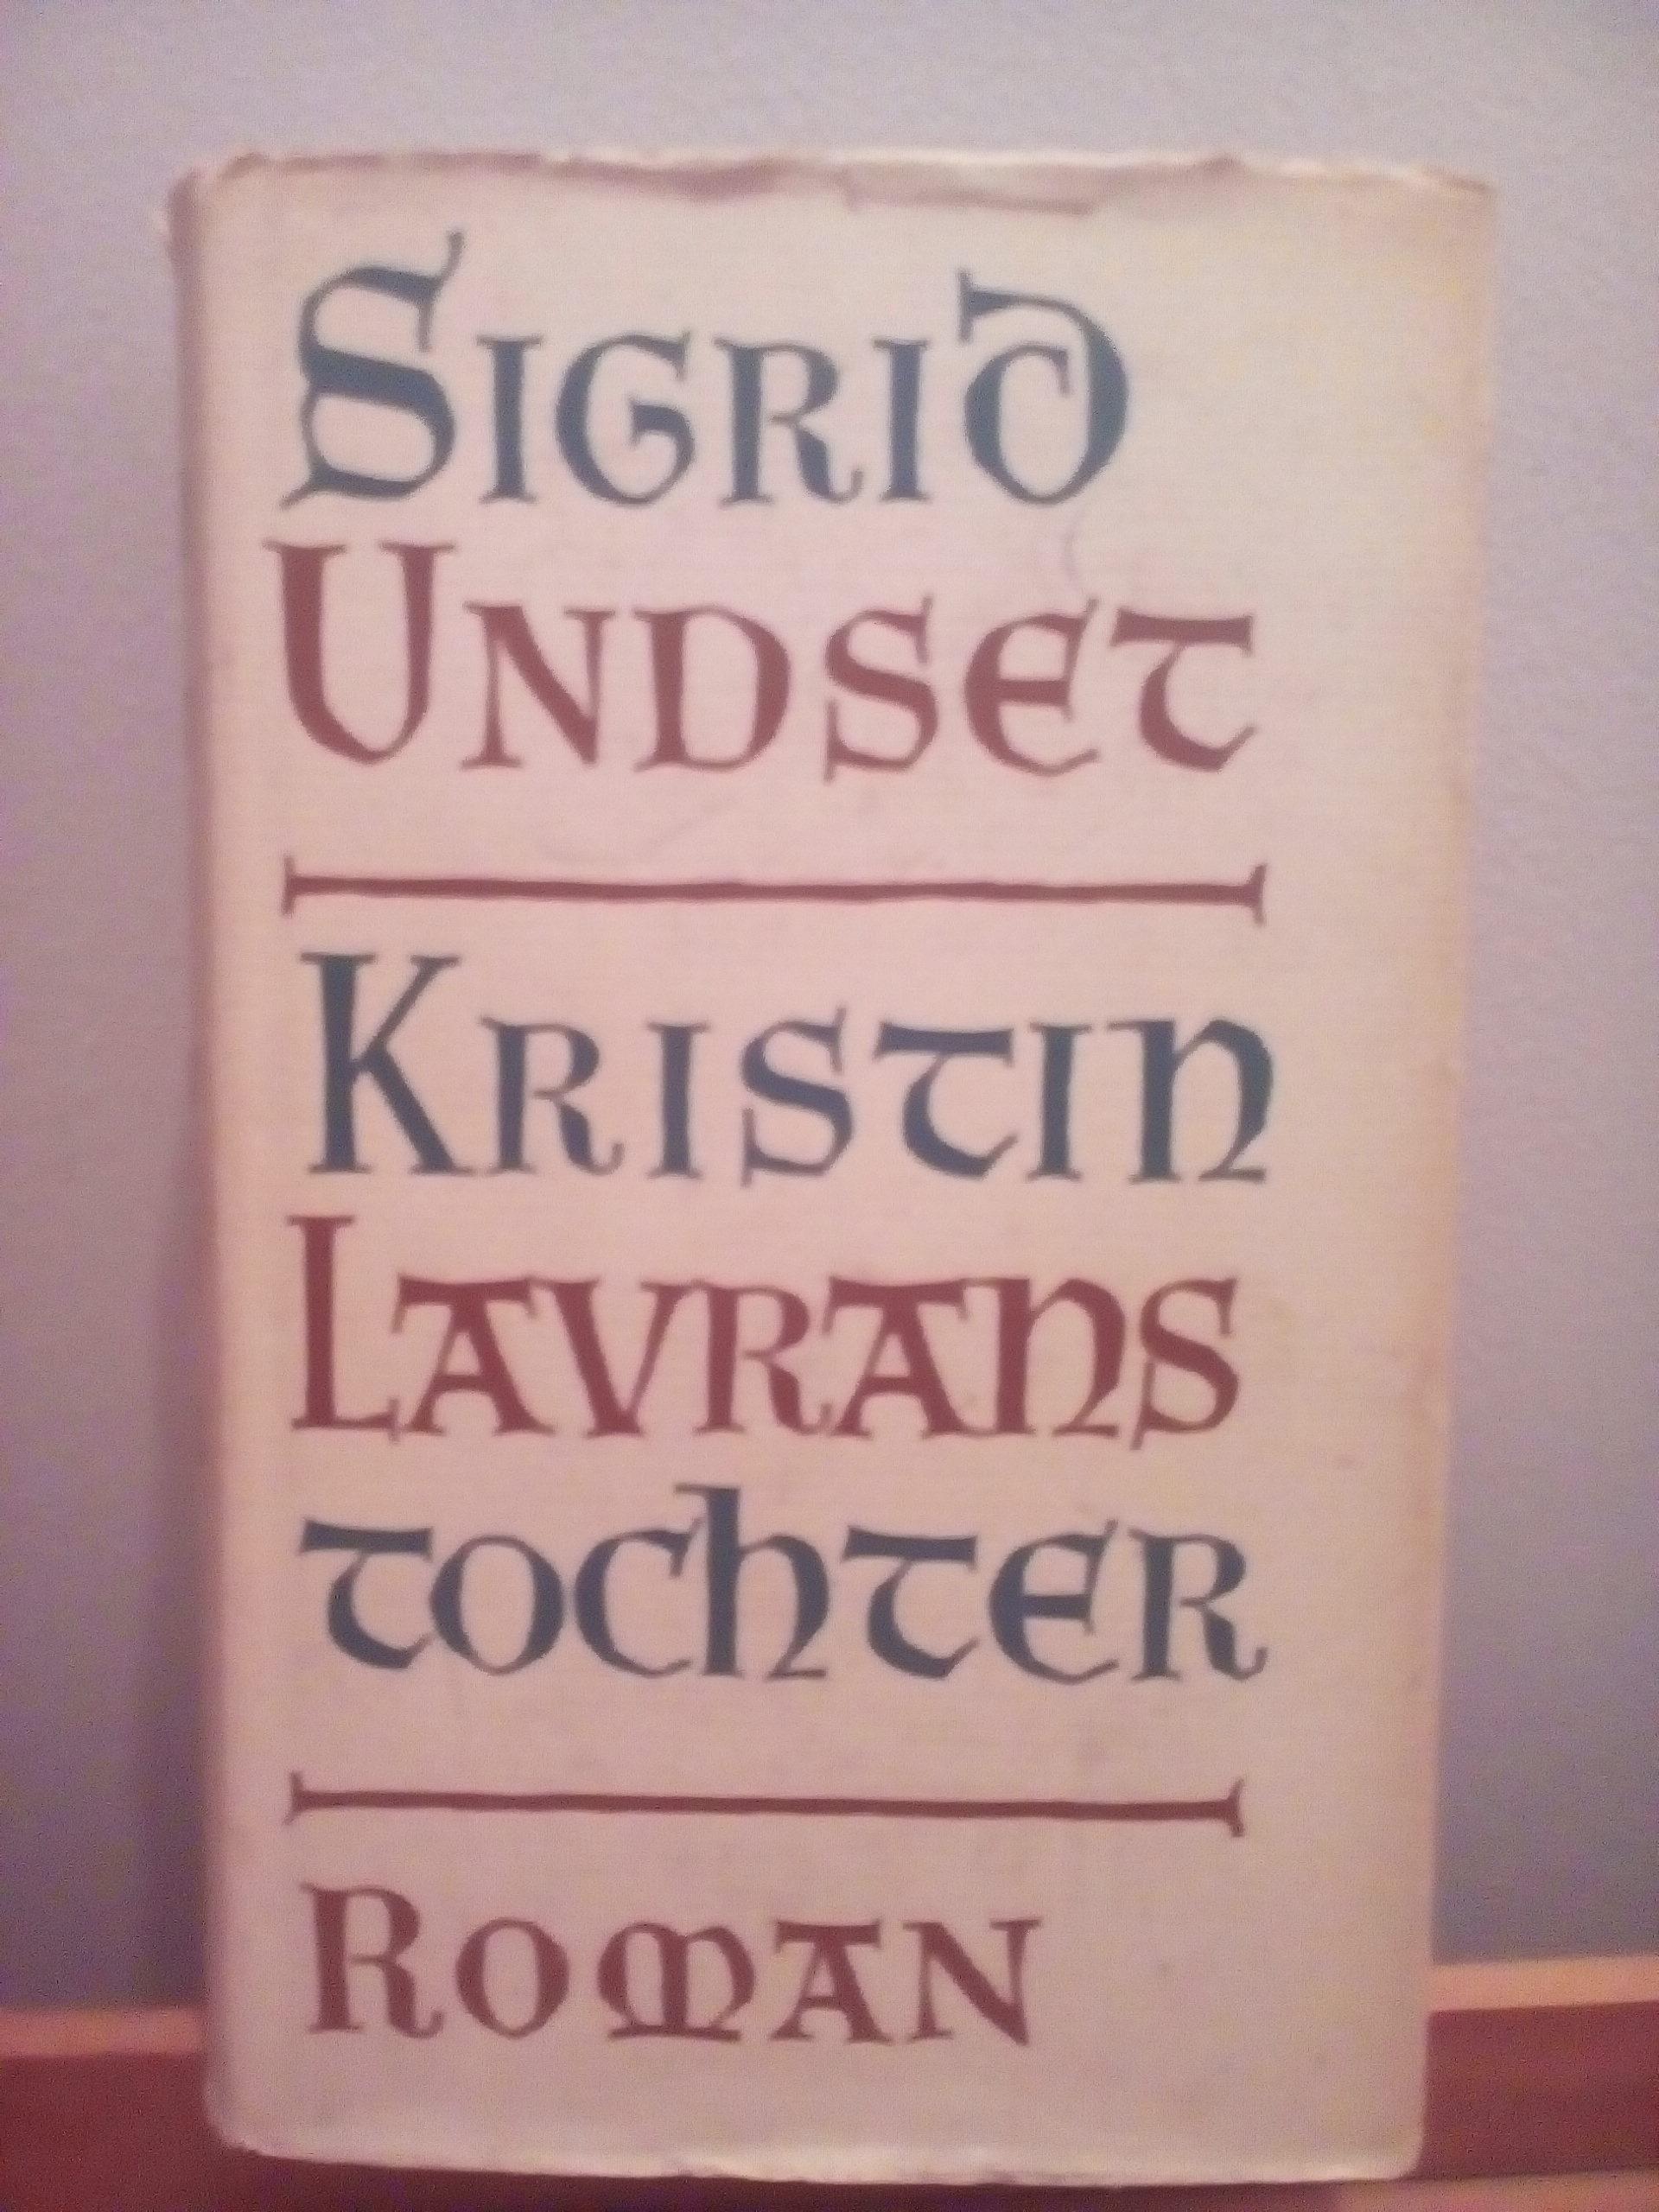 Sigrid
Undset
Kristin
Lavrans
tochter
Roman